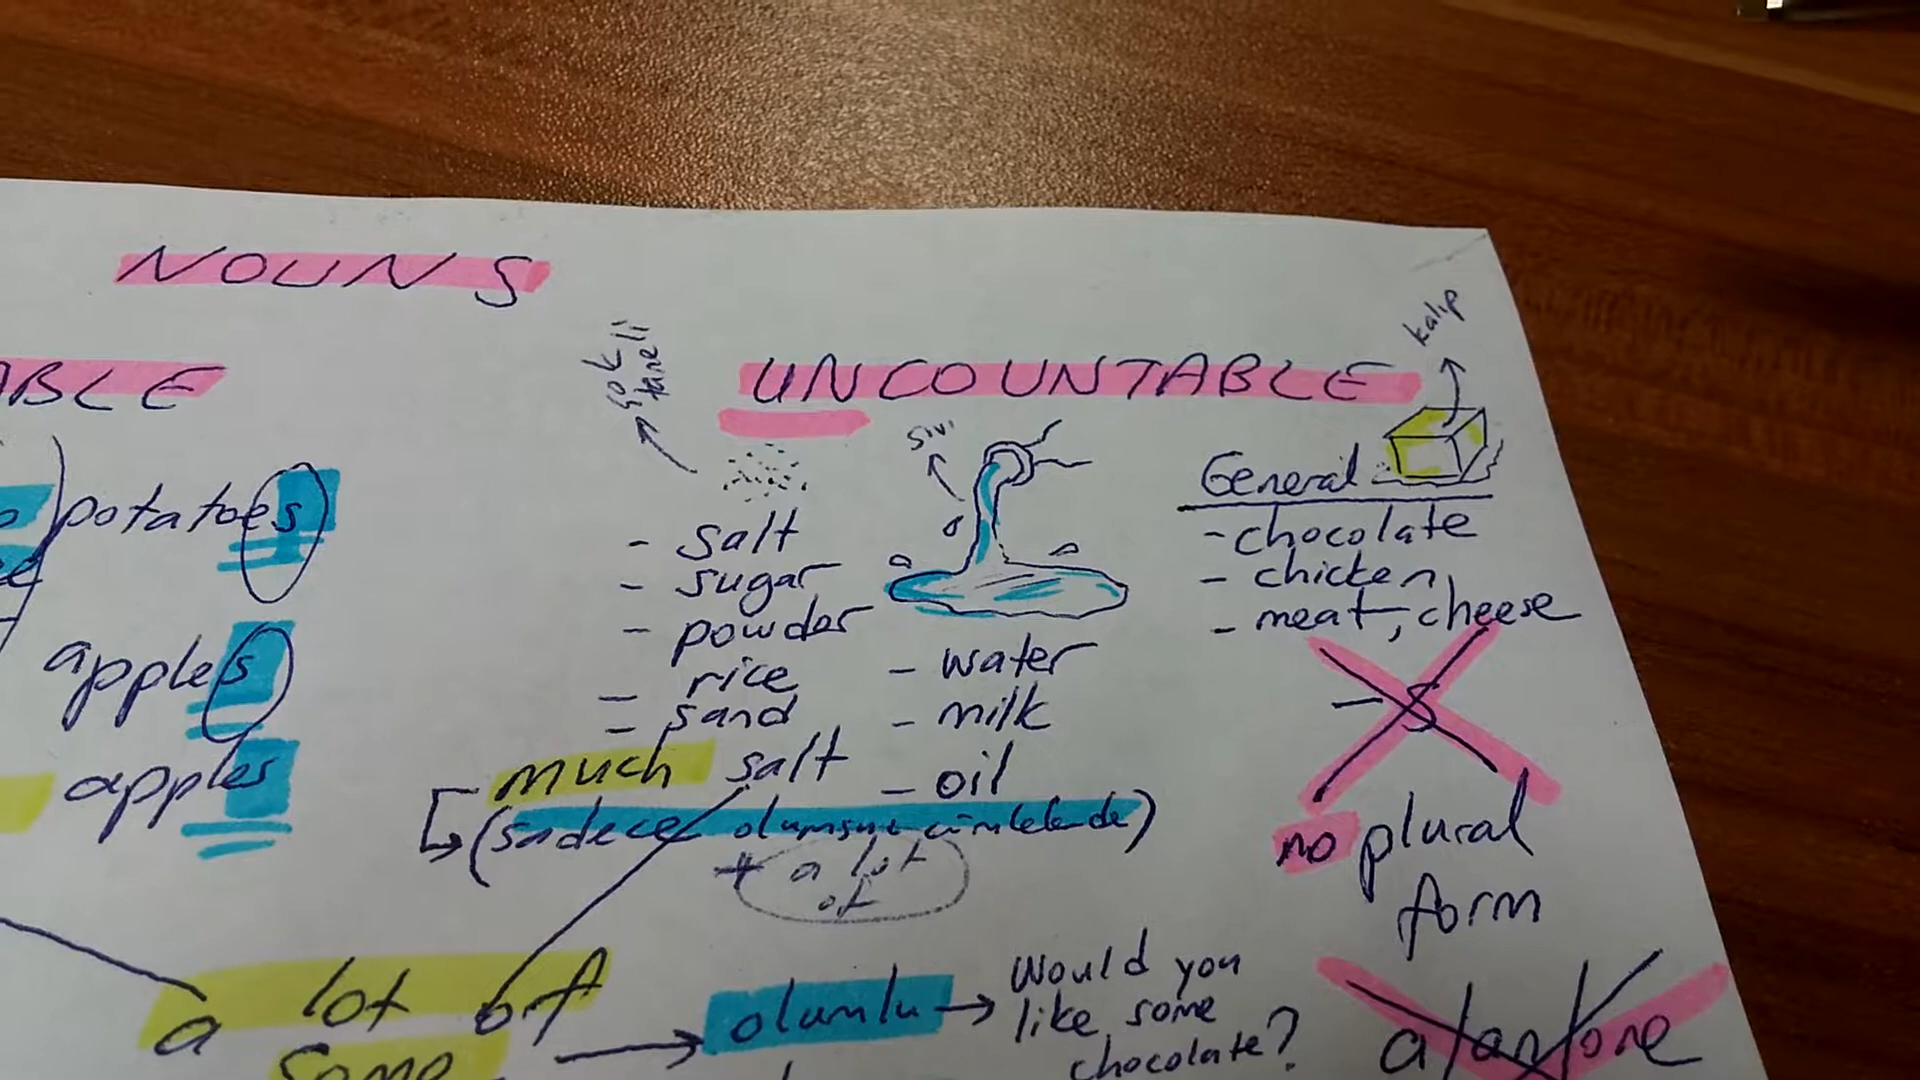 NOUNS
ABLE
UNCOUNTABLE
çok
taneli
sıvı
kalıp
General
potatoes
apples
apples
- salt
- sugar
- powder
- rice
- sand
- water
- milk
- oil
- chocolate
- chicken
- meat, cheese
-S
no plural
form
much salt
(sadece olumsuz cümlelerde)
+ a lot
of
a lot of
some
olumlu → Would you
like some
chocolate?
a/an/one